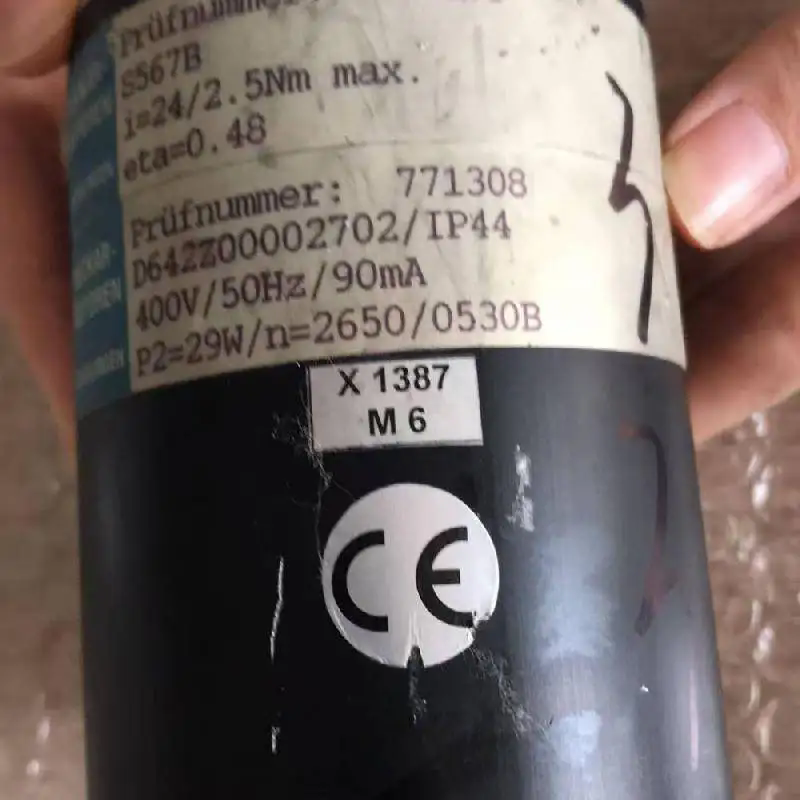 Prüfnummer
S567B
i=24/2.5Nm max.
eta=0.48
Prüfnummer: 771308
D642Z00002702/IP44
400V/50Hz/90mA
P2=29W/n=2650/0530B
X 1387
M 6
CE